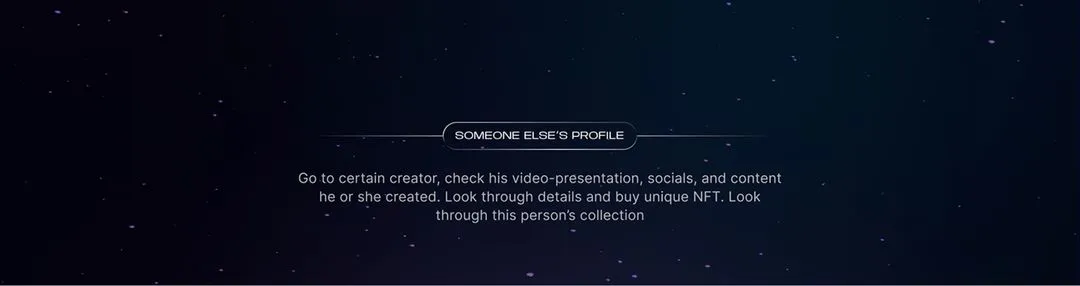 SOMEONE ELSE’S PROFILE
Go to certain creator, check his video-presentation, socials, and content
he or she created. Look through details and buy unique NFT. Look
through this person’s collection